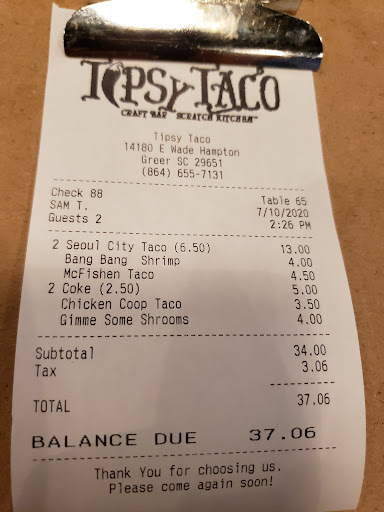 TIPSY TACO
CRAFT BAR SCRATCH KITCHEN
Tipsy Taco
14180 E Wade Hampton
Greer SC 29651
(864) 655-7131
Check 88 Table 65
SAM T. 7/10/2020
Guests 2 2:26 PM
2 Seoul City Taco (6.50) 13.00
Bang Bang Shrimp 4.00
McFishen Taco 4.50
2 Coke (2.50) 5.00
Chicken Coop Taco 3.50
Gimme Some Shrooms 4.00
Subtotal 34.00
Tax 3.06
TOTAL 37.06
BALANCE DUE 37.06
Thank You for choosing us.
Please come again soon!